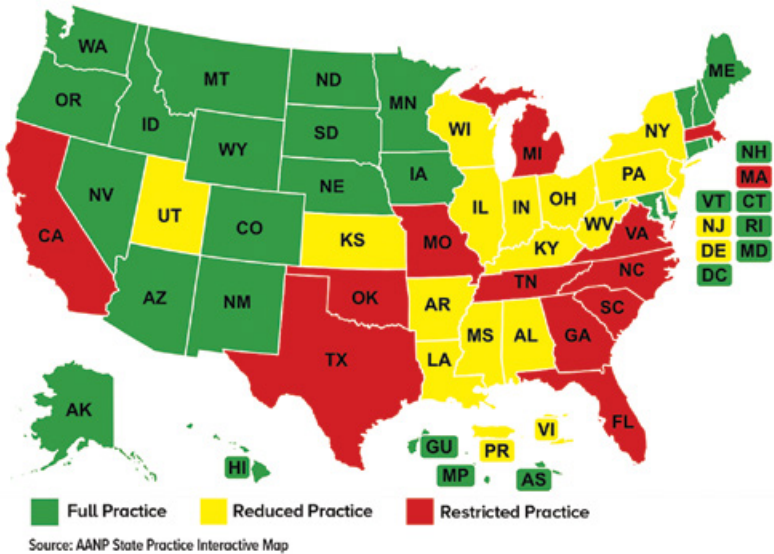 WA
MT
ND
MN
ME
OR
ID
SD
WI
NY
WY
MI
NH
IA
PA
MA
NE
NV
IL
IN
OH
VT
CT
UT
CO
WV
NJ
RI
CA
KS
MO
KY
VA
DE
MD
NC
DC
AZ
NM
OK
TN
AR
SC
MS
AL
GA
TX
LA
AK
FL
VI
GU
PR
HI
MP
AS
Full Practice
Reduced Practice
Restricted Practice
Source: AANP State Practice Interactive Map